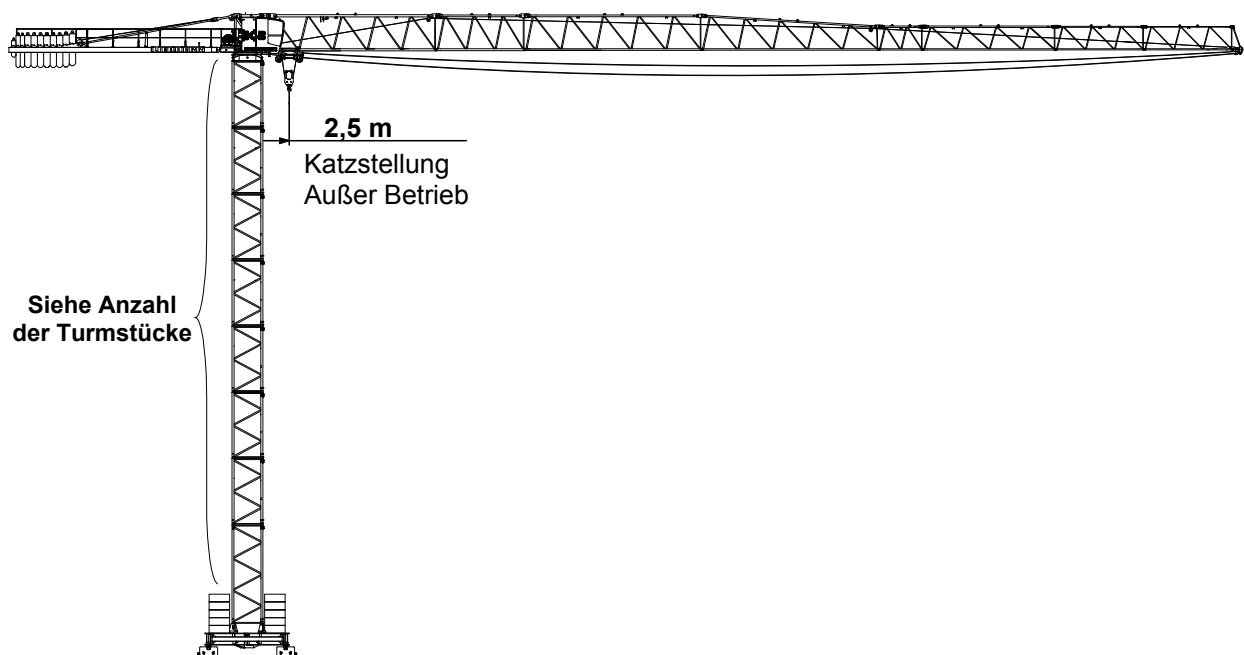 2,5 m
Katzstellung
Außer Betrieb
Siehe Anzahl
der Turmstücke